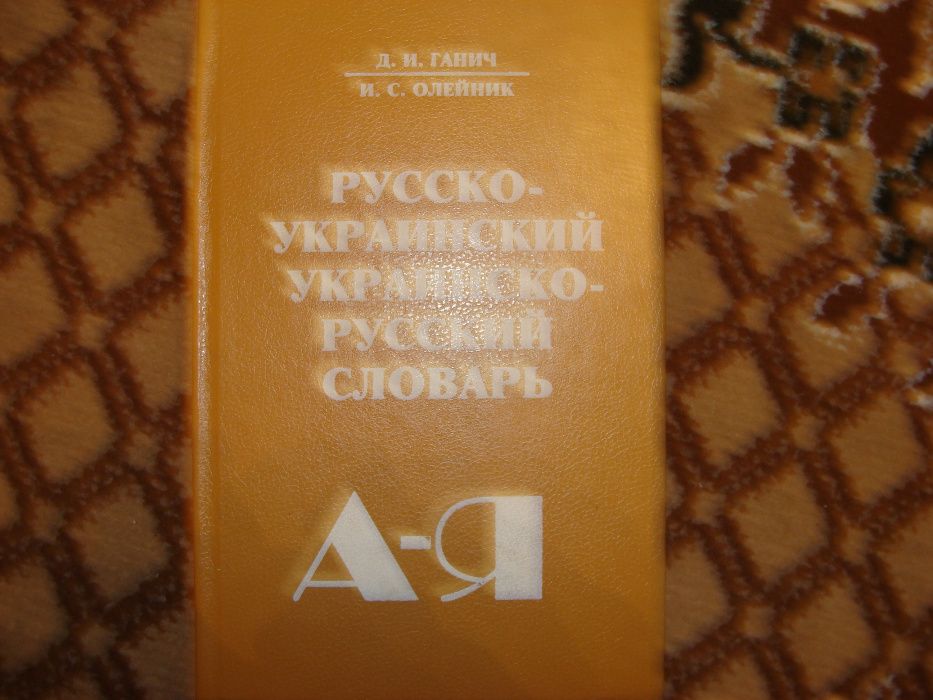 Д. И. ГАНИЧ
И. С. ОЛЕЙНИК
РУССКО-
УКРАИНСКИЙ
УКРАИНСКО-
РУССКИЙ
СЛОВАРЬ
А-Я